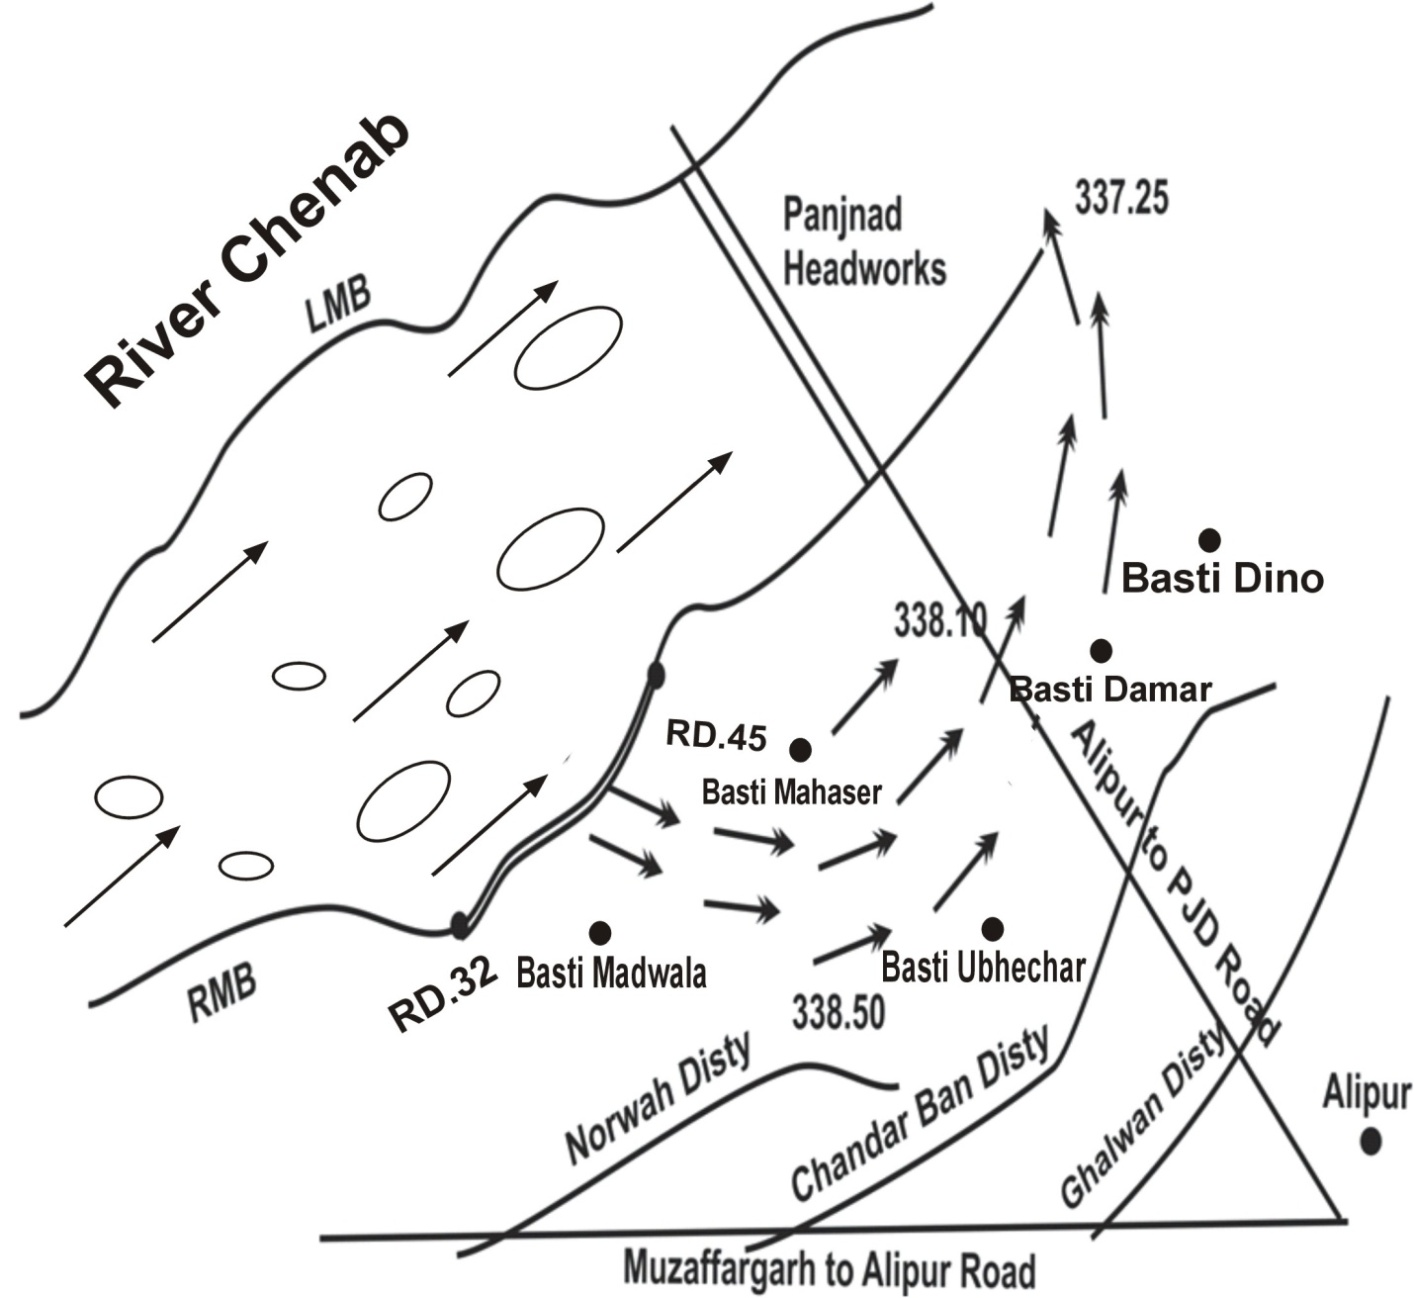 River Chenab
LMB
Panjnad
Headworks
337.25
Basti Dino
338.10
Basti Damar
RD.45
Basti Mahaser
Alipur to PJD Road
RMB
RD.32
Basti Madwala
Basti Ubhechar
338.50
Norwah Disty
Chandar Ban Disty
Ghalwan Disty
Alipur
Muzaffargarh to Alipur Road